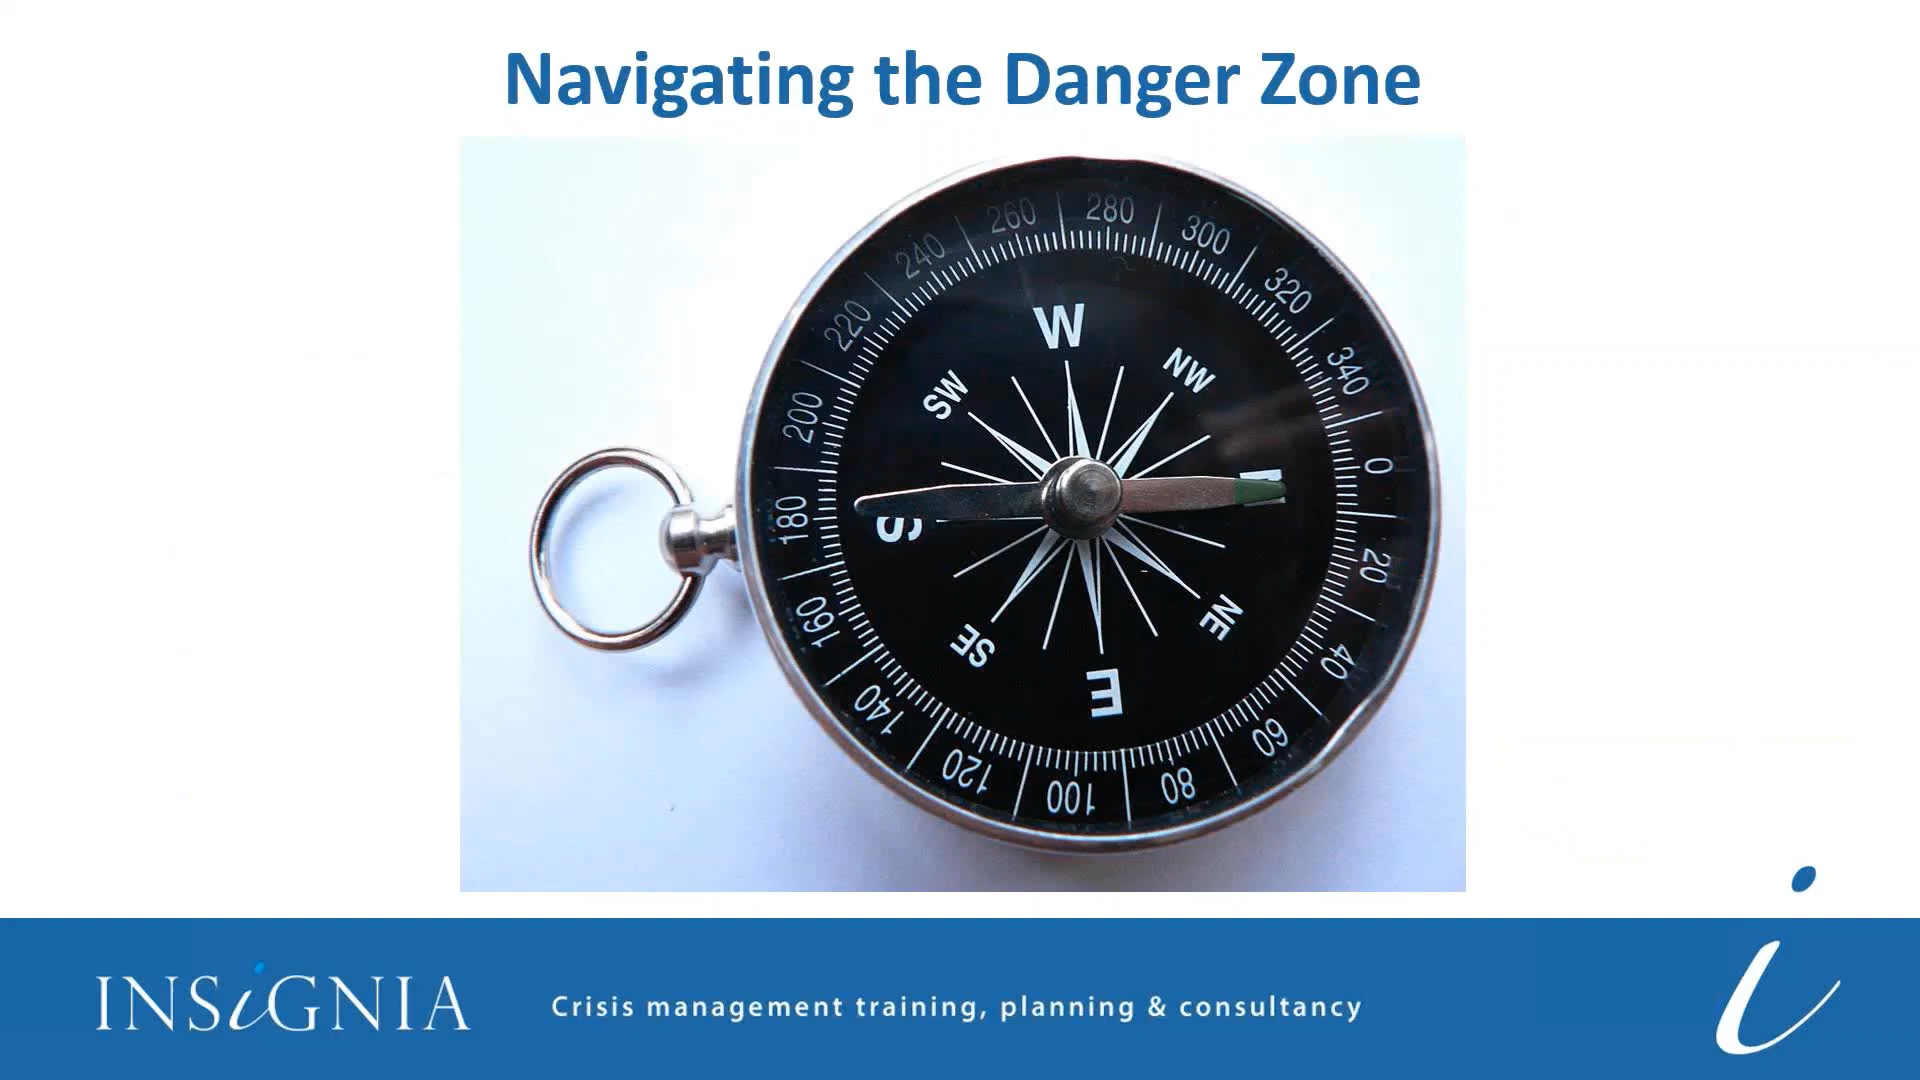 Navigating the Danger Zone
260 280 300
240 320
220 340
W
NW
SW
200 0
180 S
20
160 NE
SE 40
E
140 60
120 100 80
INSiGNIA
Crisis management training, planning & consultancy
i